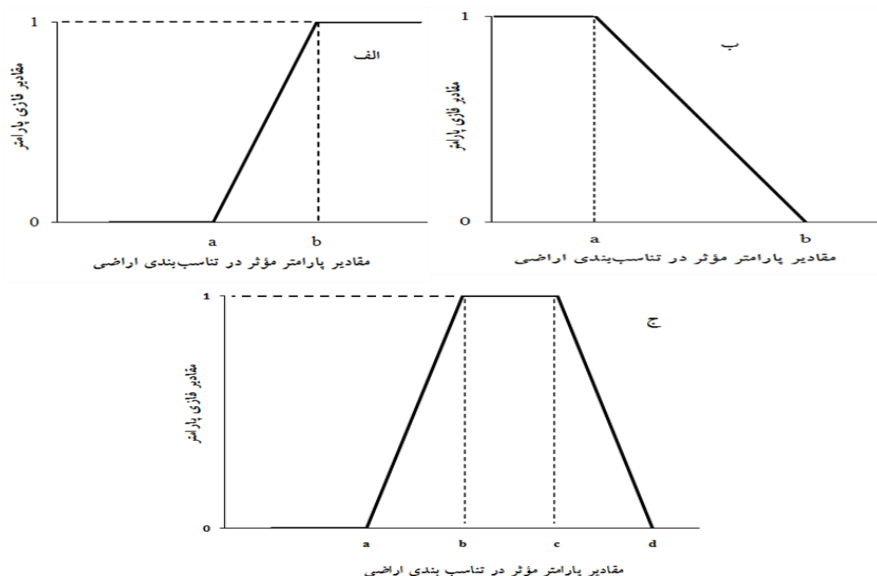 1
الف
مقادیر فازی پارامتر
0
a b
مقادیر پارامتر مؤثر در تناسب‌بندی اراضی
1
ب
مقادیر فازی پارامتر
0
a b
مقادیر پارامتر مؤثر در تناسب‌بندی اراضی
1
ج
مقادیر فازی پارامتر
0
a b c d
مقادیر پارامتر مؤثر در تناسب بندی اراضی